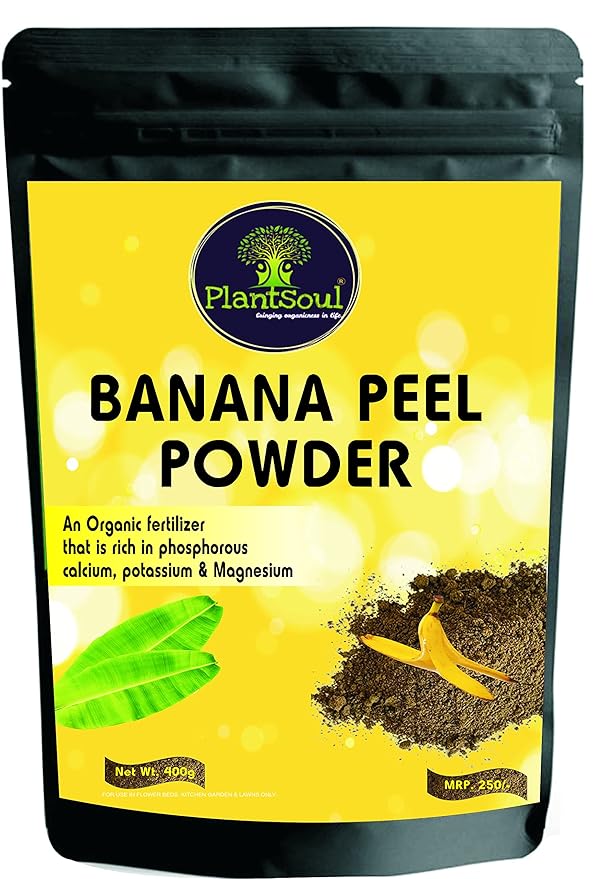 PlantSoul®
Bringing organicness in life
BANANA PEEL
POWDER
An Organic fertilizer
that is rich in phosphorous
calcium, potassium & Magnesium
Net Wt. 400g
MRP. 250/-
FOR USE IN FLOWER BEDS, KITCHEN GARDEN & LAWNS ONLY